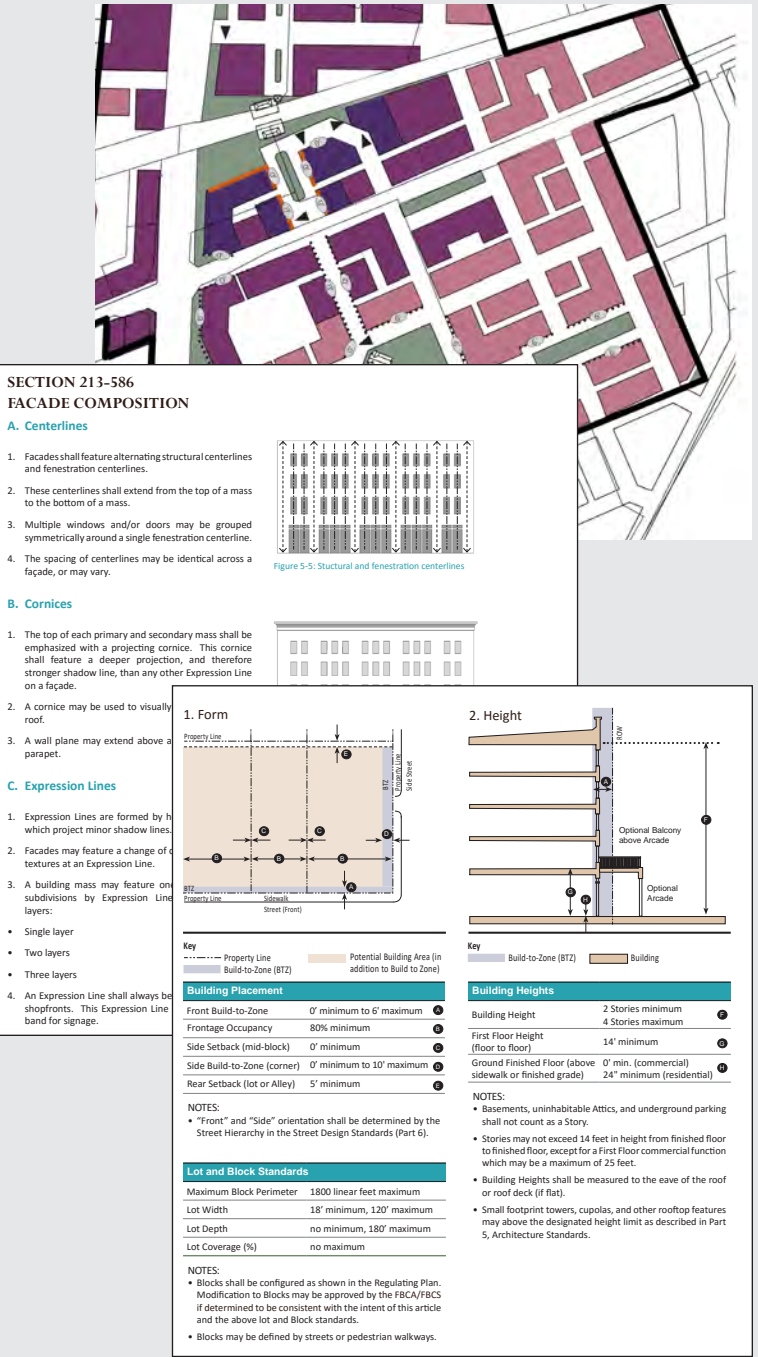 SECTION 213-586
FACADE COMPOSITION
A. Centerlines
1. Facades shall feature alternating structural centerlines
and fenestration centerlines.
2. These centerlines shall extend from the top of a mass
to the bottom of a mass.
3. Multiple windows and/or doors may be grouped
symmetrically around a single fenestration centerline.
4. The spacing of centerlines may be identical across a
façade, or may vary.
Figure 5-5: Stuctural and fenestration centerlines
B. Cornices
1. The top of each primary and secondary mass shall be
emphasized with a projecting cornice. This cornice
shall feature a deeper projection, and therefore
stronger shadow line, than any other Expression Line
on a façade.
2. A cornice may be used to visually
roof.
3. A wall plane may extend above a
parapet.
C. Expression Lines
1. Expression Lines are formed by h
which project minor shadow lines.
2. Facades may feature a change of c
textures at an Expression Line.
3. A building mass may feature one
subdivisions by Expression Line
layers:
• Single layer
• Two layers
• Three layers
4. An Expression Line shall always be
shopfronts. This Expression Line
band for signage.
1. Form
Property Line
E
BTZ
Property Line
Side Street
C
C
D
B
B
B
A
BTZ
Property Line
Sidewalk
Street (Front)
Key
Property Line
Build-to-Zone (BTZ)
Potential Building Area (in
addition to Build to Zone)
Building Placement
Front Build-to-Zone 0' minimum to 6' maximum A
Frontage Occupancy 80% minimum B
Side Setback (mid-block) 0' minimum C
Side Build-to-Zone (corner) 0' minimum to 10' maximum D
Rear Setback (lot or Alley) 5' minimum E
NOTES:
• "Front" and "Side" orientation shall be determined by the
Street Hierarchy in the Street Design Standards (Part 6).
Lot and Block Standards
Maximum Block Perimeter 1800 linear feet maximum
Lot Width 18' minimum, 120' maximum
Lot Depth no minimum, 180' maximum
Lot Coverage (%) no maximum
NOTES:
• Blocks shall be configured as shown in the Regulating Plan.
Modification to Blocks may be approved by the FBCA/FBCS
if determined to be consistent with the intent of this article
and the above lot and Block standards.
• Blocks may be defined by streets or pedestrian walkways.
2. Height
ROW
A
F
Optional Balcony
above Arcade
G
H
Optional
Arcade
Key
Build-to-Zone (BTZ)
Building
Building Heights
Building Height 2 Stories minimum
4 Stories maximum F
First Floor Height
(floor to floor) 14' minimum G
Ground Finished Floor (above 0' min. (commercial)
sidewalk or finished grade) 24" minimum (residential) H
NOTES:
• Basements, uninhabitable Attics, and underground parking
shall not count as a Story.
• Stories may not exceed 14 feet in height from finished floor
to finished floor, except for a First Floor commercial function
which may be a maximum of 25 feet.
• Building Heights shall be measured to the eave of the roof
or roof deck (if flat).
• Small footprint towers, cupolas, and other rooftop features
may above the designated height limit as described in Part
5, Architecture Standards.